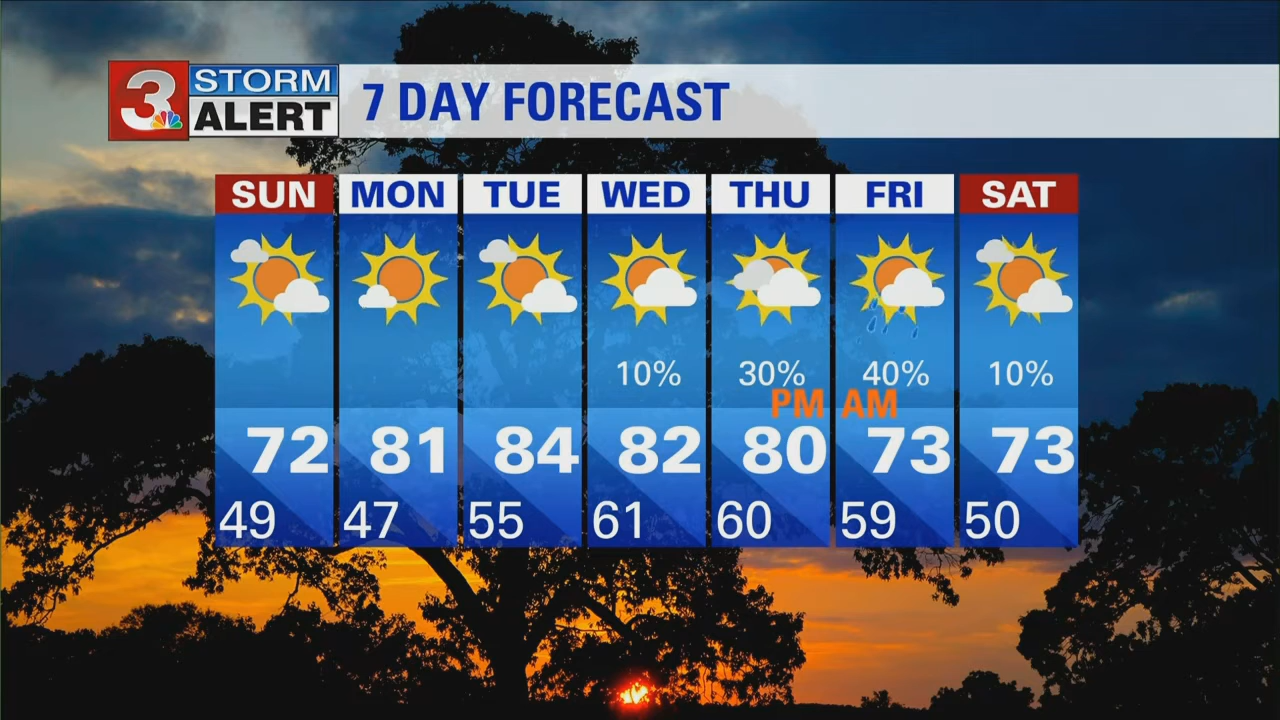 3 STORM ALERT
7 DAY FORECAST
SUN MON TUE WED THU FRI SAT
10% 30% 40% 10%
PM AM
72 81 84 82 80 73 73
49 47 55 61 60 59 50